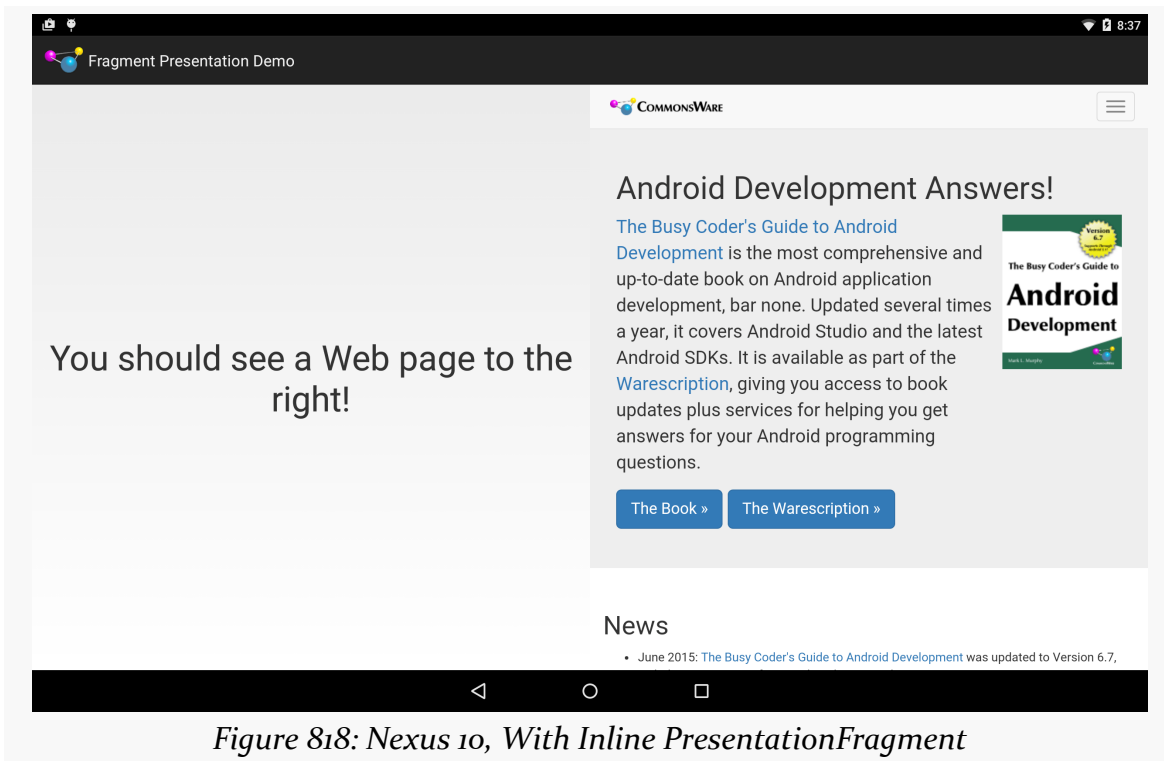 8:37
Fragment Presentation Demo
You should see a Web page to the
right!
COMMONSWARE
Android Development Answers!
The Busy Coder's Guide to Android
Development is the most comprehensive and
up-to-date book on Android application
development, bar none. Updated several times
a year, it covers Android Studio and the latest
Android SDKs. It is available as part of the
Warescription, giving you access to book
updates plus services for helping you get
answers for your Android programming
questions.
Version
6.7
The Busy Coder's Guide to
Android
Development
Mark L. Murphy
The Book »
The Warescription »
News
• June 2015: The Busy Coder's Guide to Android Development was updated to Version 6.7,
Figure 818: Nexus 10, With Inline PresentationFragment